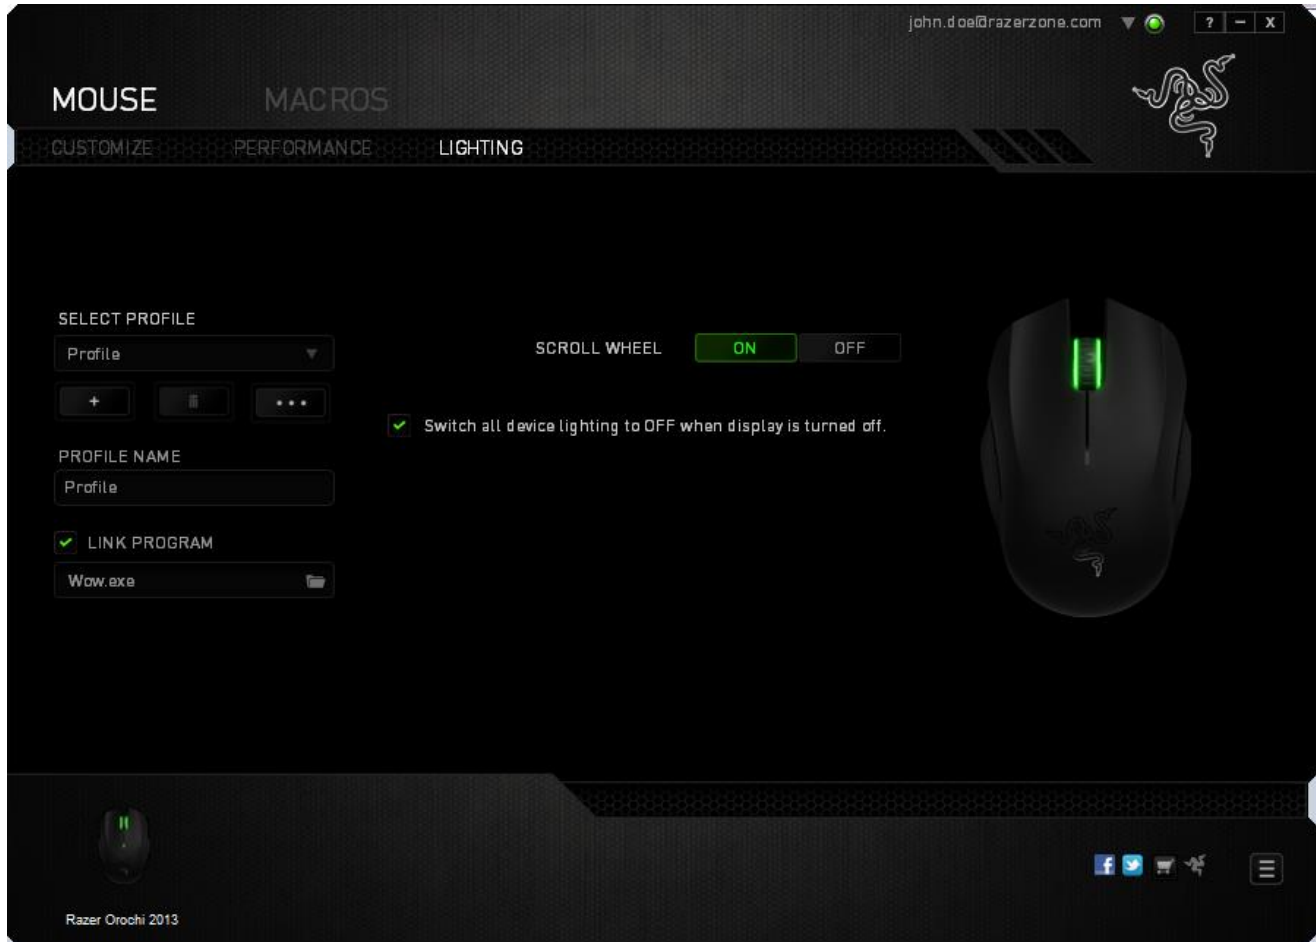 john.doe@razerzone.com ? – X
MOUSE MACROS
CUSTOMIZE PERFORMANCE LIGHTING
SELECT PROFILE
Profile
SCROLL WHEEL ON OFF
+ •••
Switch all device lighting to OFF when display is turned off.
PROFILE NAME
Profile
LINK PROGRAM
Wow.exe
Razer Orochi 2013